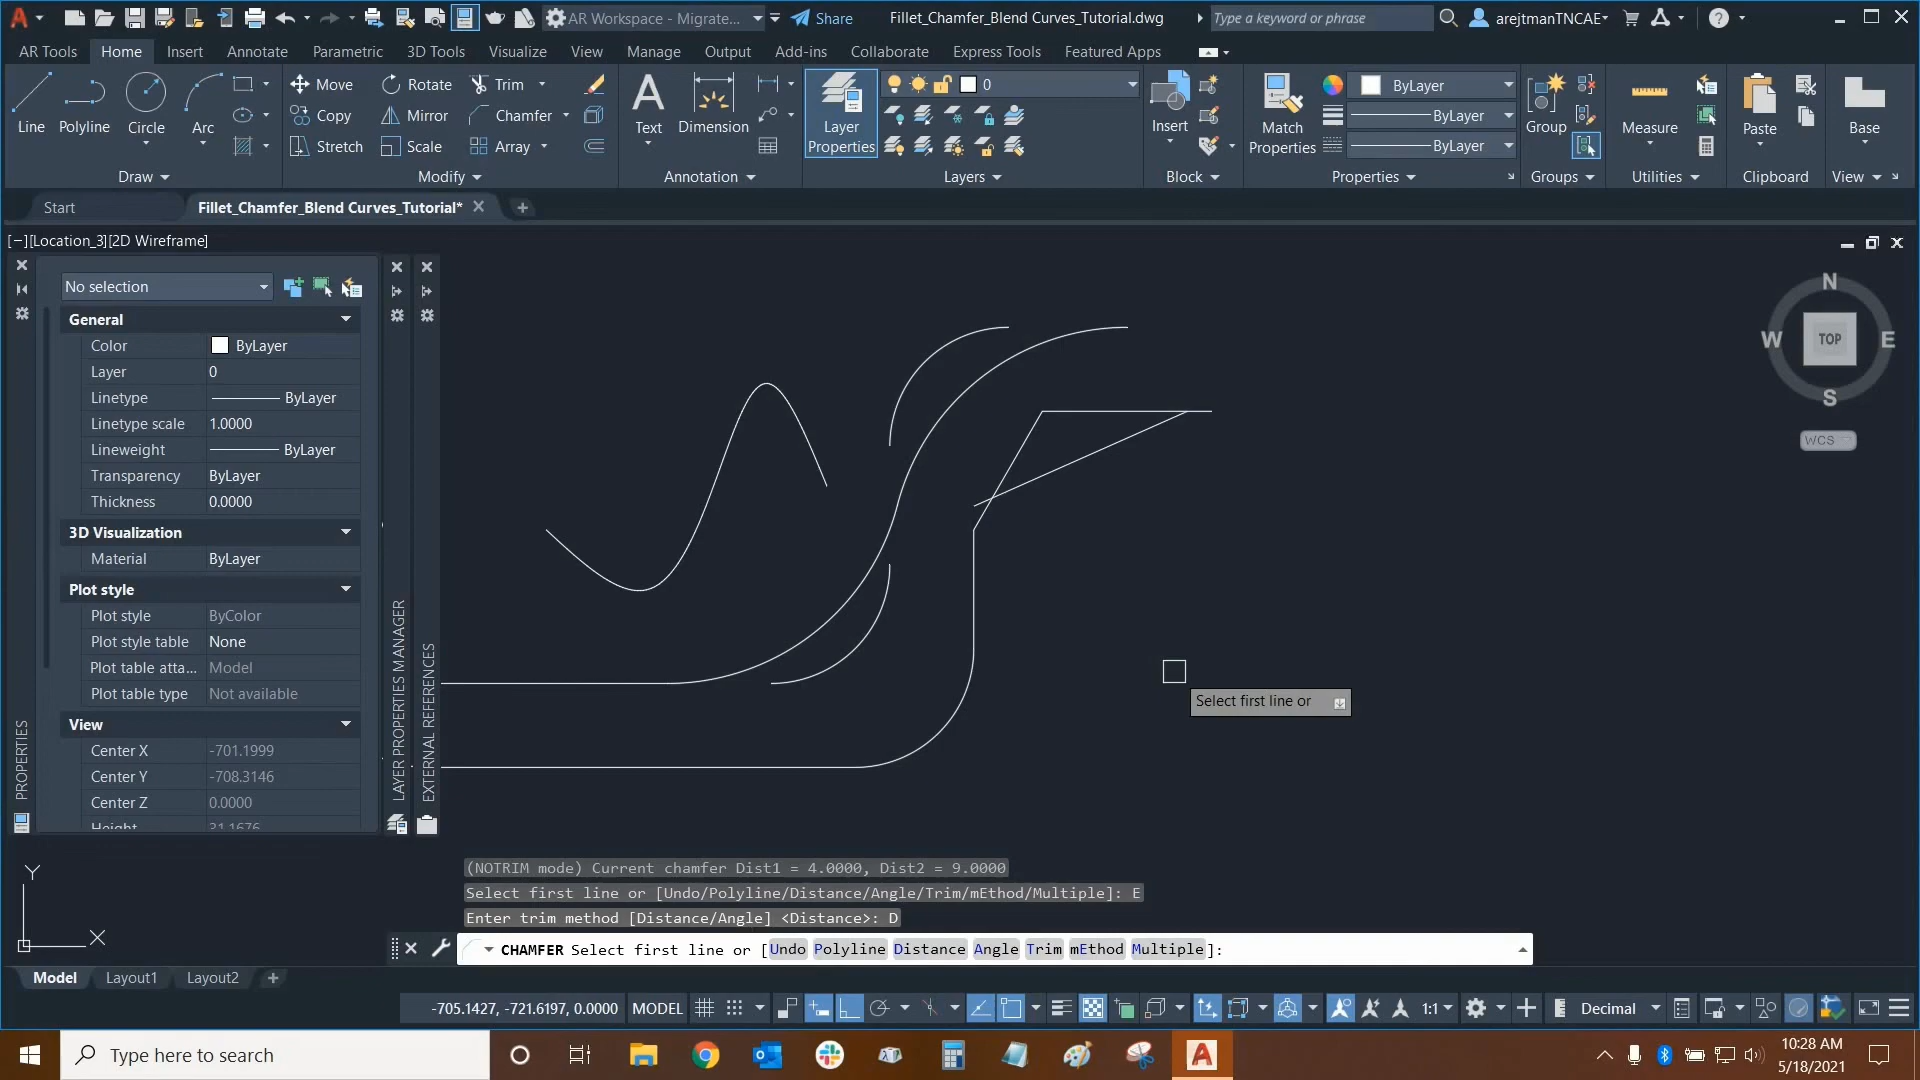 AR Workspace - Migrate...
Share
Fillet_Chamfer_Blend Curves_Tutorial.dwg
Type a keyword or phrase
arejtmanTNCAE
AR Tools
Home
Insert
Annotate
Parametric
3D Tools
Visualize
View
Manage
Output
Add-ins
Collaborate
Express Tools
Featured Apps
Line
Polyline
Circle
Arc
Move
Rotate
Trim
Copy
Mirror
Chamfer
Stretch
Scale
Array
Text
Dimension
Layer
Properties
0
Insert
Match
Properties
ByLayer
ByLayer
ByLayer
Group
Measure
Paste
Base
Draw
Modify
Annotation
Layers
Block
Properties
Groups
Utilities
Clipboard
View
Start
Fillet_Chamfer_Blend Curves_Tutorial*
[−][Location_3][2D Wireframe]
No selection
General
Color ByLayer
Layer 0
Linetype ByLayer
Linetype scale 1.0000
Lineweight ByLayer
Transparency ByLayer
Thickness 0.0000
3D Visualization
Material ByLayer
Plot style
Plot style ByColor
Plot style table None
Plot table atta... Model
Plot table type Not available
View
Center X -701.1999
Center Y -708.3146
Center Z 0.0000
Height 31.1676
PROPERTIES
LAYER PROPERTIES MANAGER
EXTERNAL REFERENCES
N
W
TOP
E
S
WCS
Select first line or
Y
X
(NOTRIM mode) Current chamfer Dist1 = 4.0000, Dist2 = 9.0000
Select first line or [Undo/Polyline/Distance/Angle/Trim/mEthod/Multiple]: E
Enter trim method [Distance/Angle] <Distance>: D
CHAMFER Select first line or [Undo Polyline Distance Angle Trim mEthod Multiple]:
Model
Layout1
Layout2
-705.1427, -721.6197, 0.0000
MODEL
1:1
Decimal
Type here to search
10:28 AM
5/18/2021